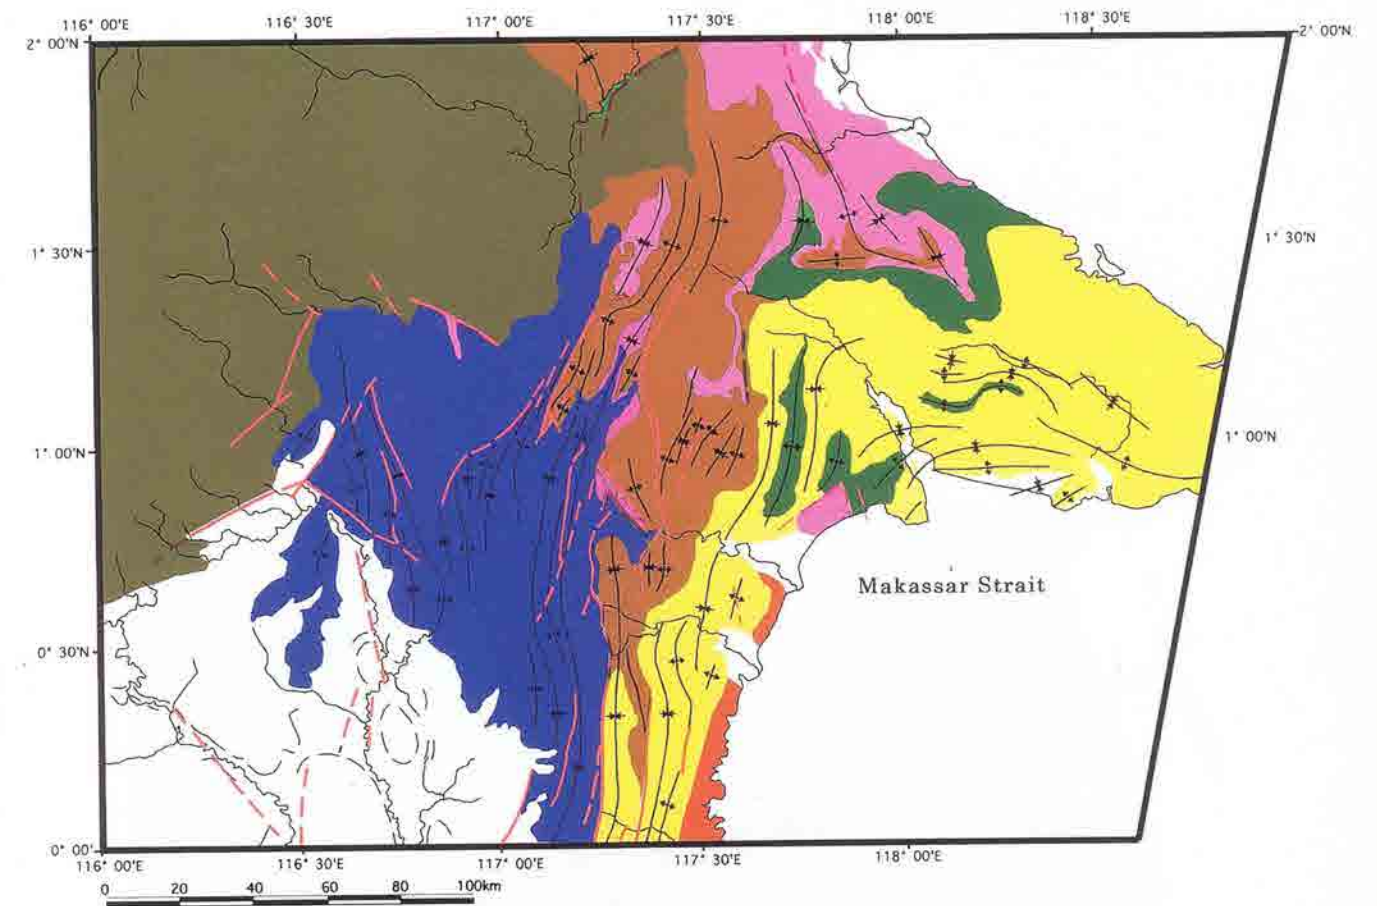 116° 00'E 116° 30'E 117° 00'E 117° 30'E 118° 00'E 118° 30'E
2° 00'N 2° 00'N
1° 30'N 1° 30'N
1° 00'N 1° 00'N
Makassar Strait
0° 30'N
0° 00'
116° 00'E 116° 30'E 117° 00'E 117° 30'E 118° 00'E
0 20 40 60 80 100km